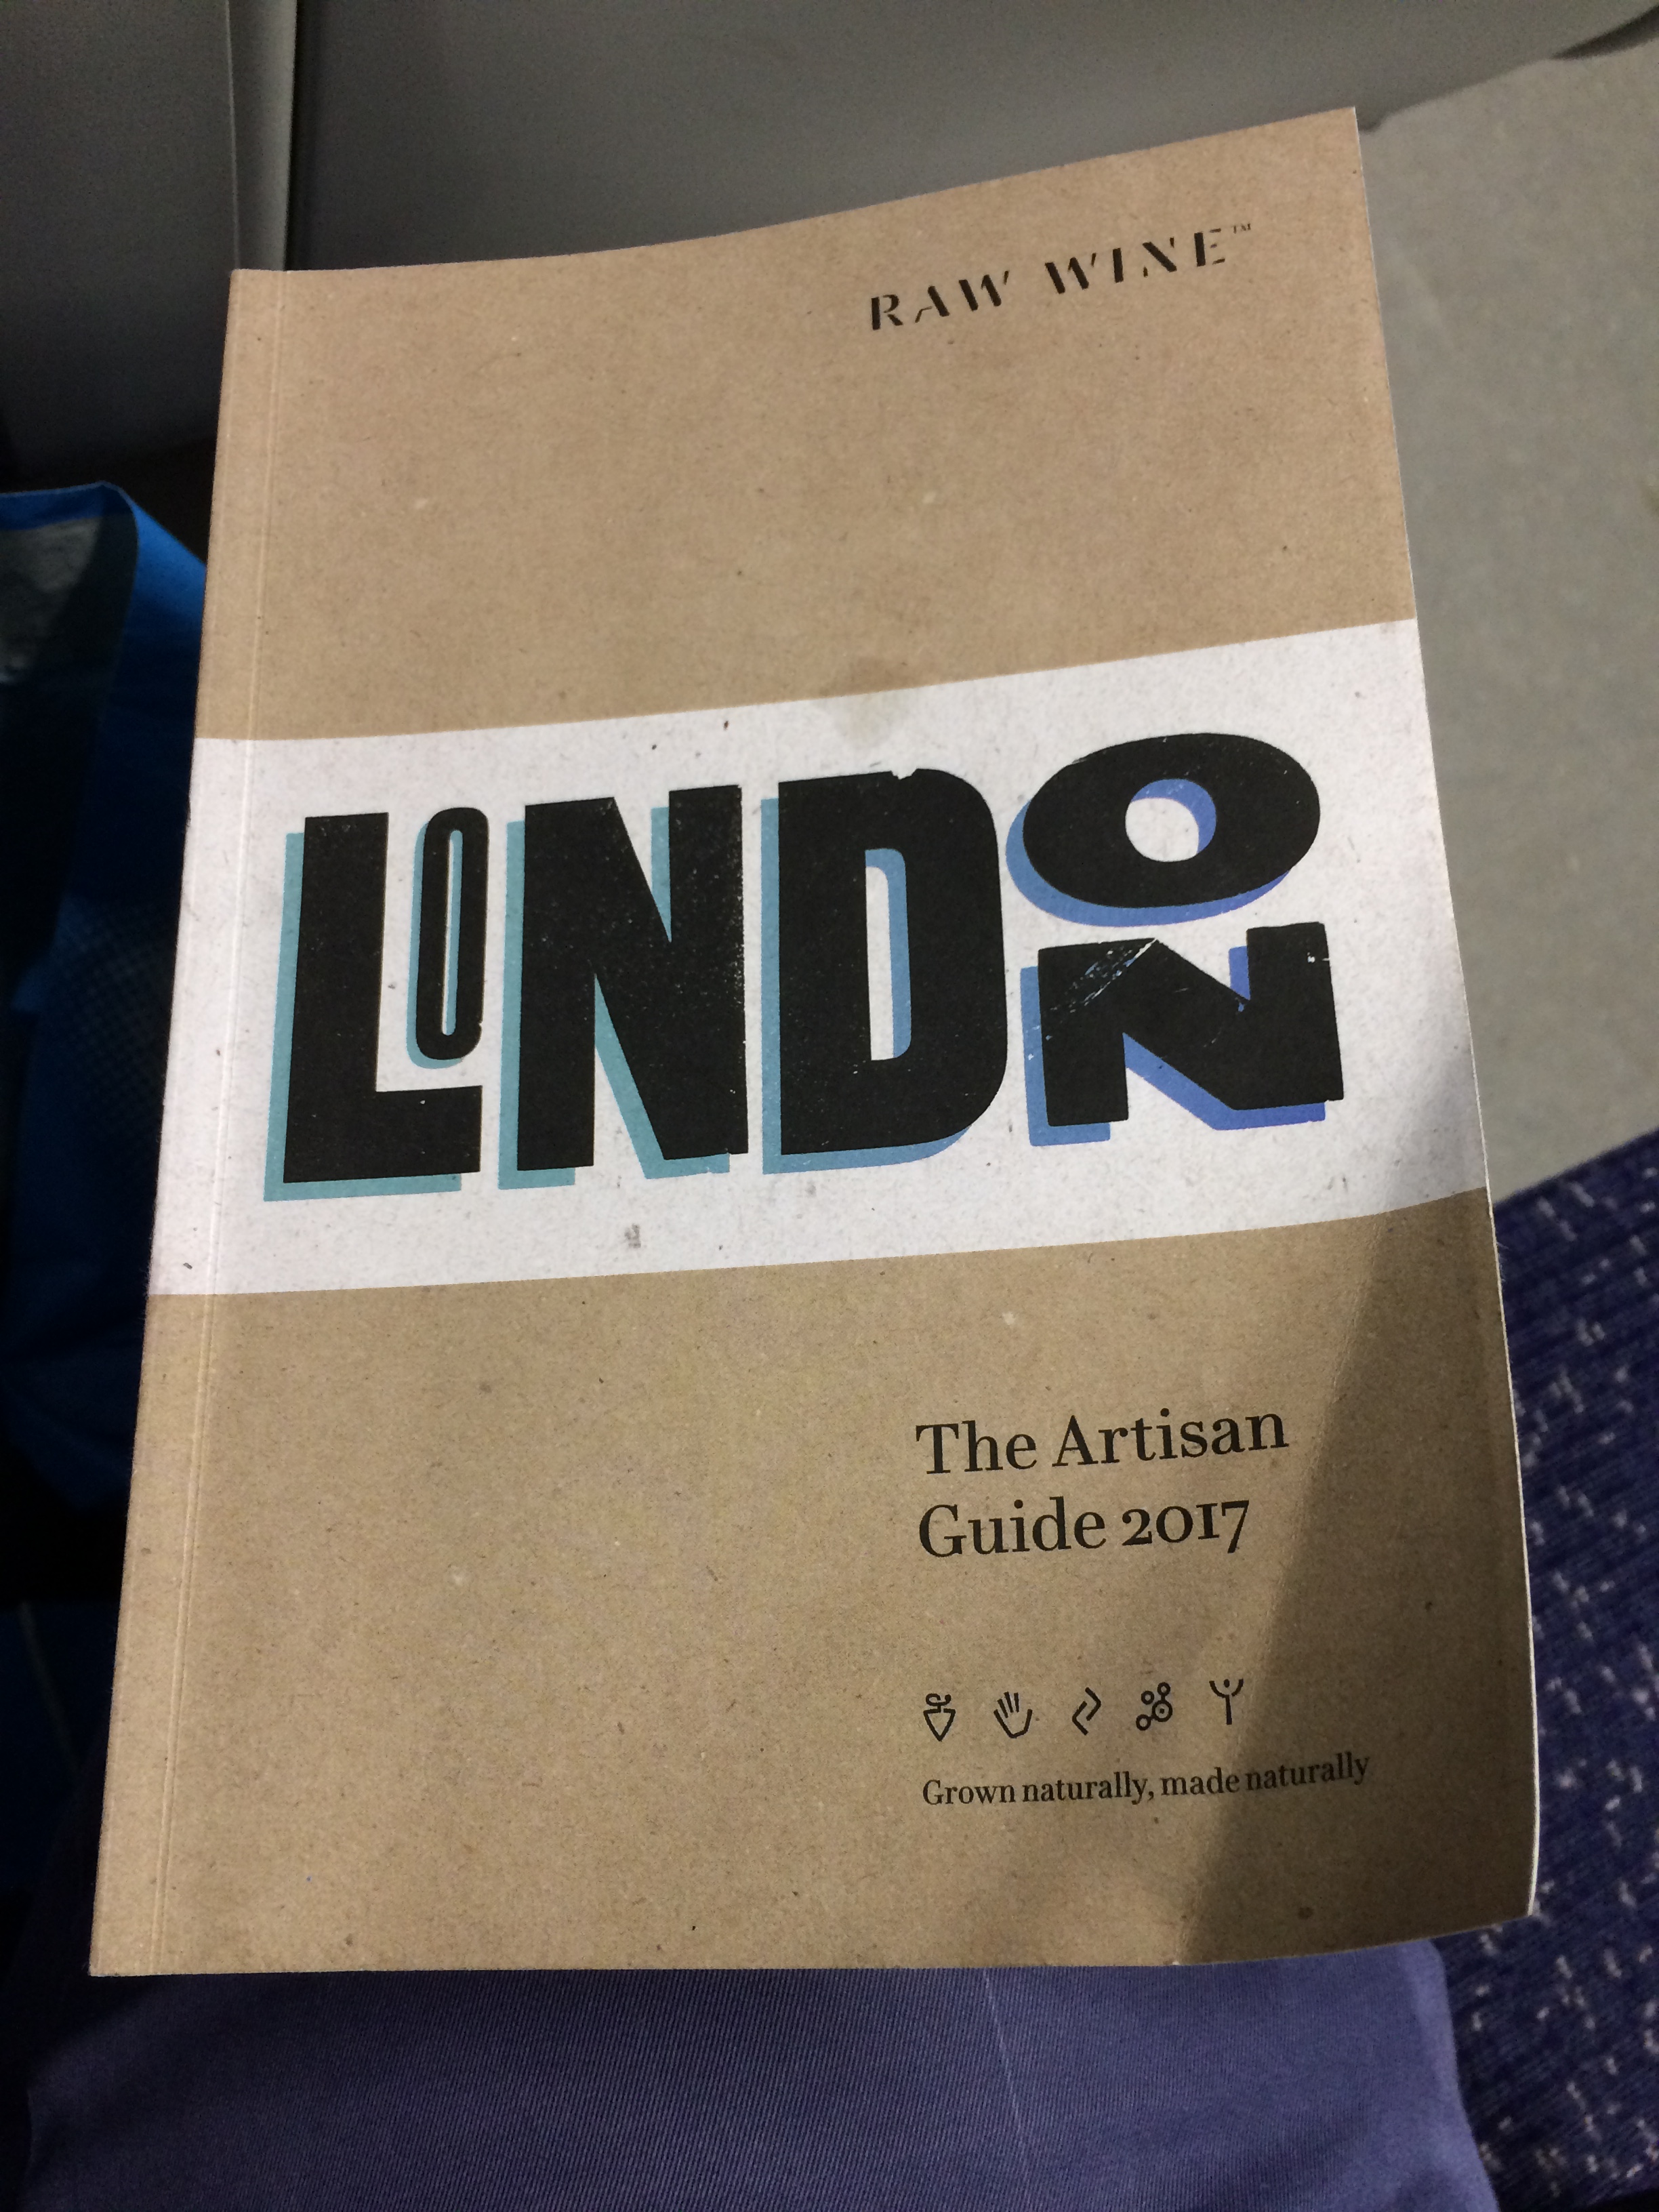 RAW WINE™
LONDON
The Artisan
Guide 2017
Grown naturally, made naturally